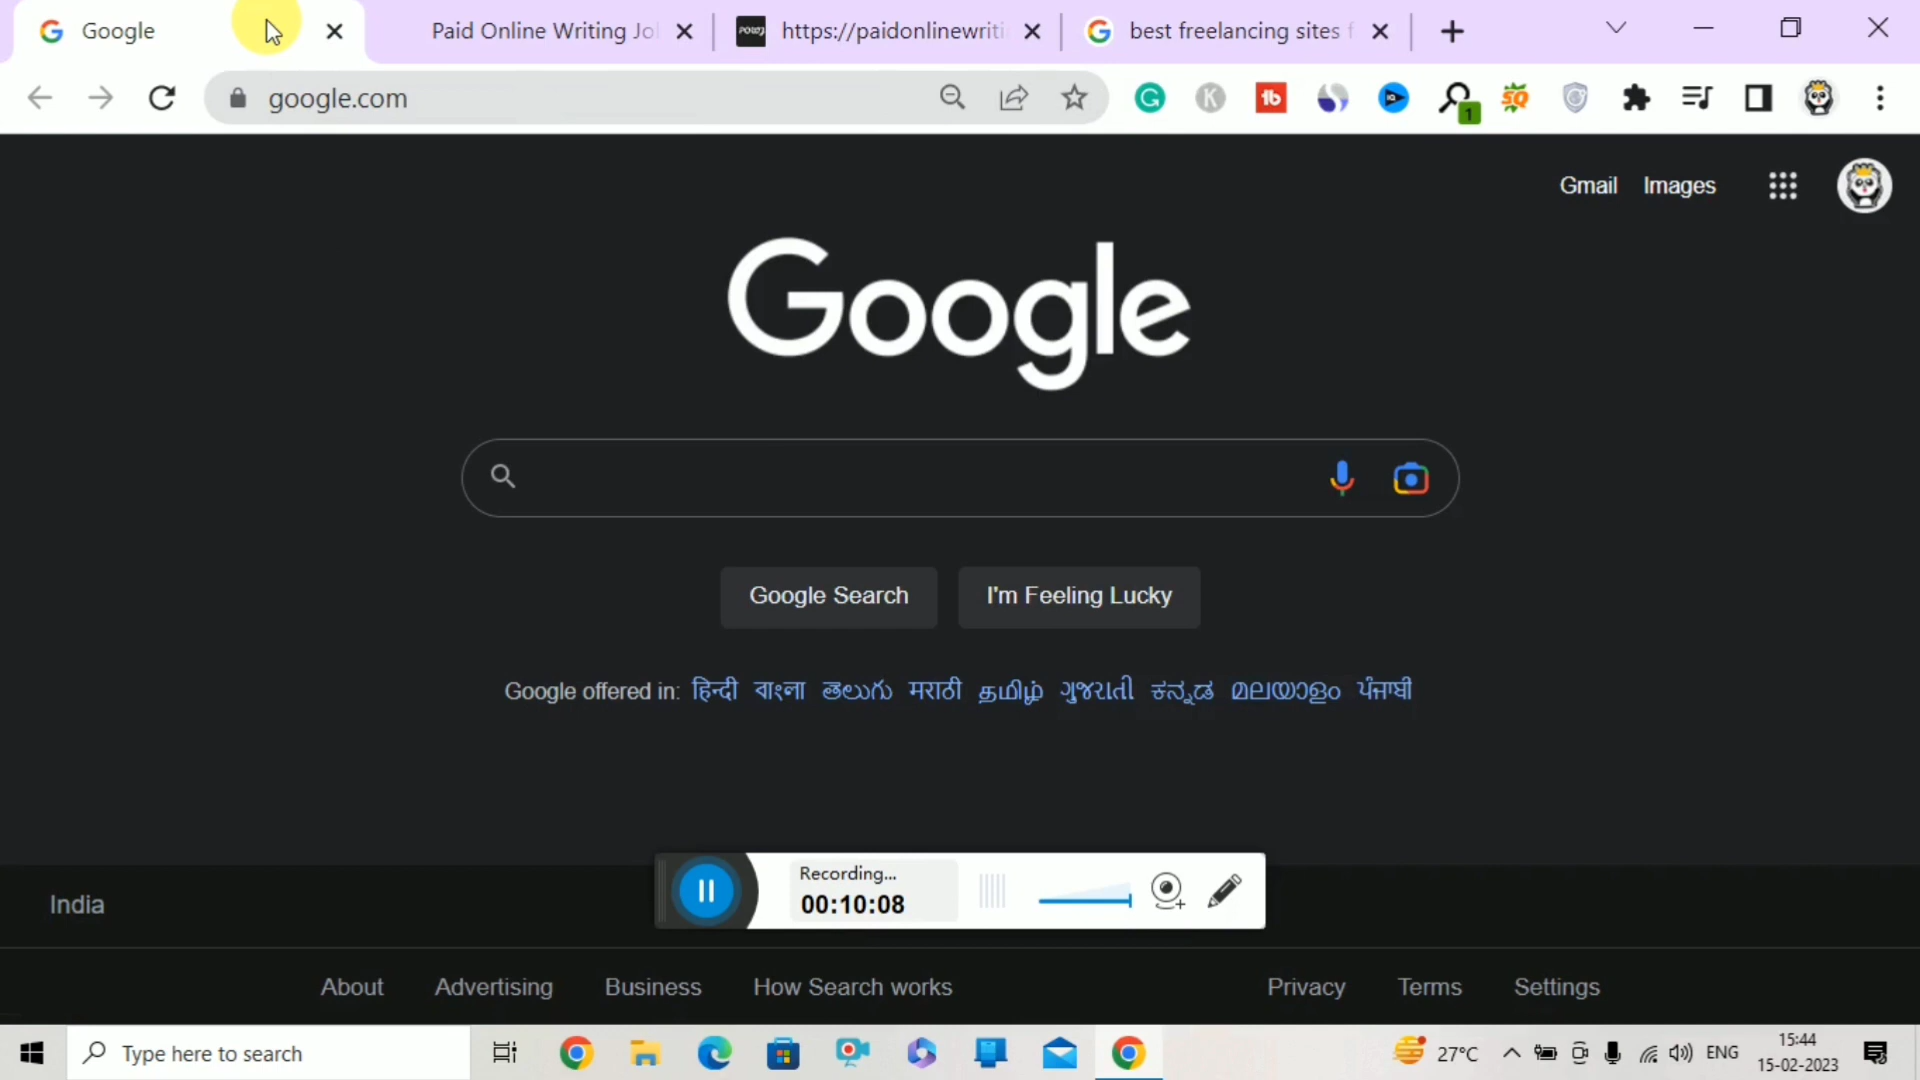 Google
Paid Online Writing Jo
POWJ
https://paidonlinewriti
best freelancing sites f
google.com
1
Gmail
Images
Google
Google Search
I'm Feeling Lucky
Google offered in: हिन्दी বাংলা తెలుగు मराठी தமிழ் ગુજરાતી ಕನ್ನಡ മലയാളം ਪੰਜਾਬੀ
Recording...
00:10:08
India
About
Advertising
Business
How Search works
Privacy
Terms
Settings
Type here to search
27°C
ENG
15:44
15-02-2023